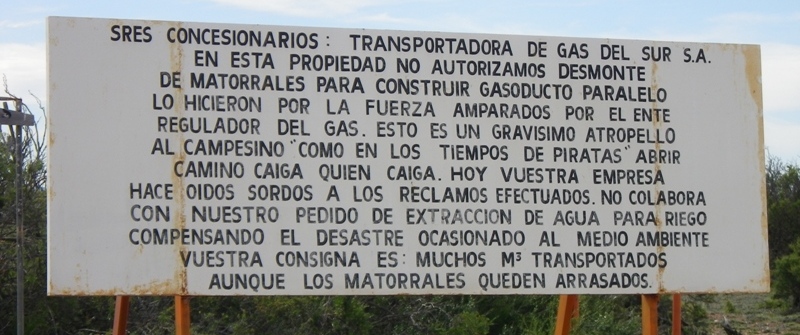 SRES CONCESIONARIOS: TRANSPORTADORA DE GAS DEL SUR S.A.
EN ESTA PROPIEDAD NO AUTORIZAMOS DESMONTE
DE MATORRALES PARA CONSTRUIR GASODUCTO PARALELO
LO HICIERON POR LA FUERZA AMPARADOS POR EL ENTE
REGULADOR DEL GAS. ESTO ES UN GRAVISIMO ATROPELLO
AL CAMPESINO "COMO EN LOS TIEMPOS DE PIRATAS" ABRIR
CAMINO CAIGA QUIEN CAIGA. HOY VUESTRA EMPRESA
HACE OIDOS SORDOS A LOS RECLAMOS EFECTUADOS. NO COLABORA
CON NUESTRO PEDIDO DE EXTRACCION DE AGUA PARA RIEGO
COMPENSANDO EL DESASTRE OCASIONADO AL MEDIO AMBIENTE
VUESTRA CONSIGNA ES: MUCHOS M³ TRANSPORTADOS
AUNQUE LOS MATORRALES QUEDEN ARRASADOS.